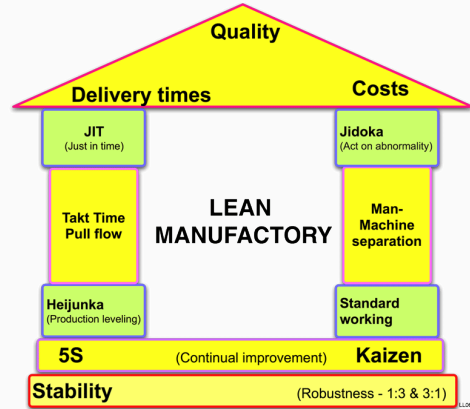 Quality
Delivery times
Costs
JIT
(Just in time)
Jidoka
(Act on abnormality)
Takt Time
Pull flow
LEAN
MANUFACTORY
Man-
Machine
separation
Heijunka
(Production leveling)
Standard
working
5S (Continual improvement) Kaizen
Stability (Robustness - 1:3 & 3:1)